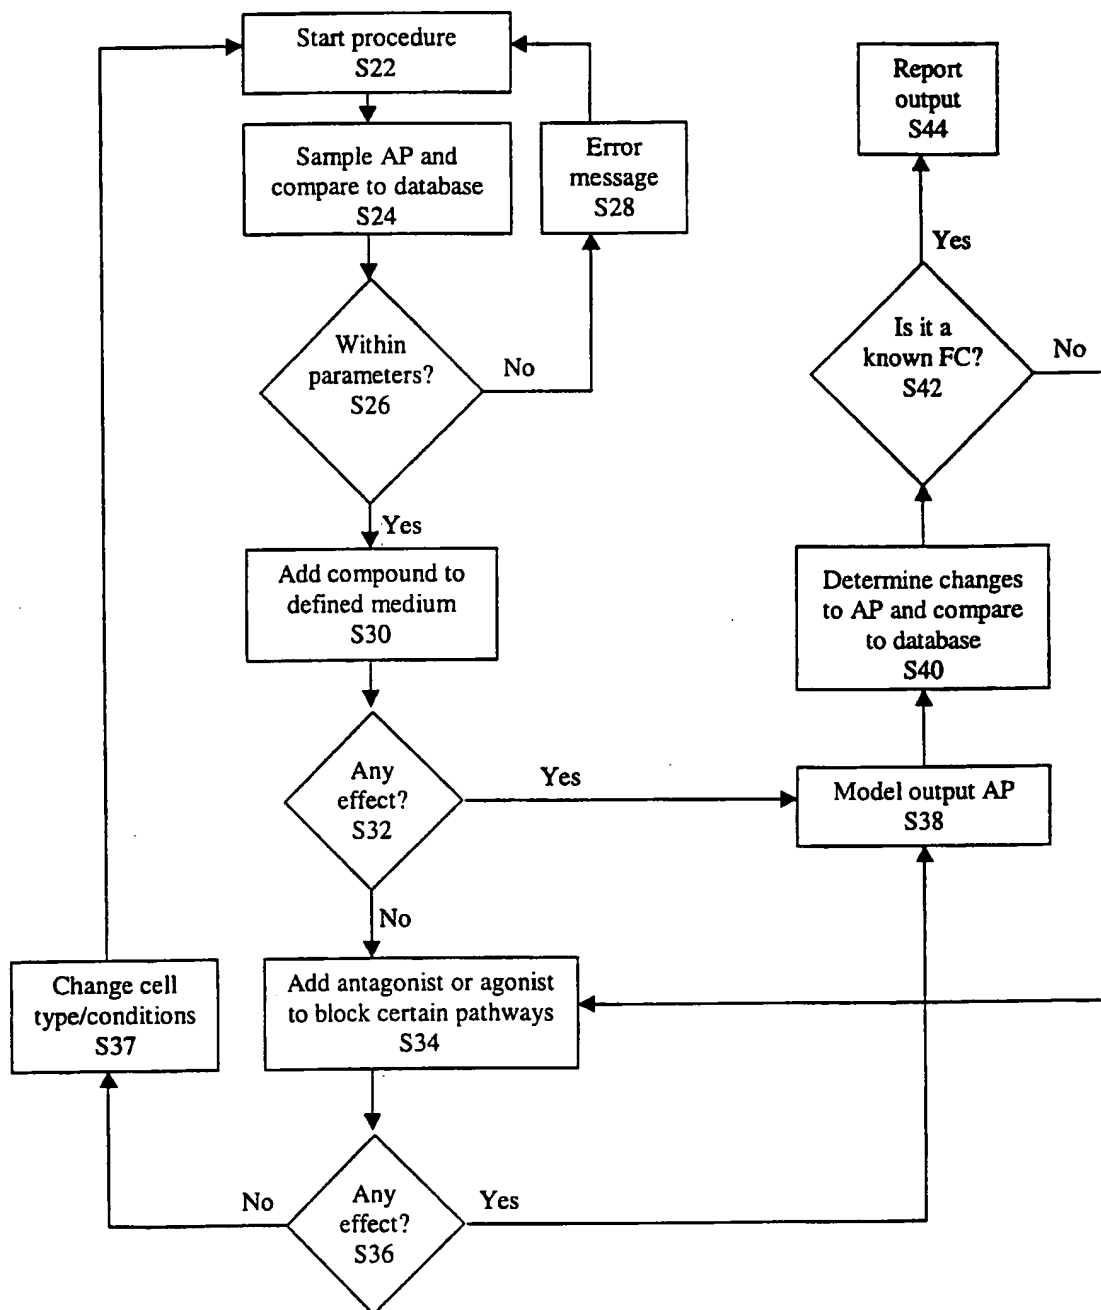 Start procedure
S22
Sample AP and
compare to database
S24
Error
message
S28
Within
parameters?
S26
No
Yes
Add compound to
defined medium
S30
Any
effect?
S32
Yes
No
Add antagonist or agonist
to block certain pathways
S34
Change cell
type/conditions
S37
Any
effect?
S36
No
Yes
Model output AP
S38
Determine changes
to AP and compare
to database
S40
Is it a
known FC?
S42
No
Yes
Report
output
S44